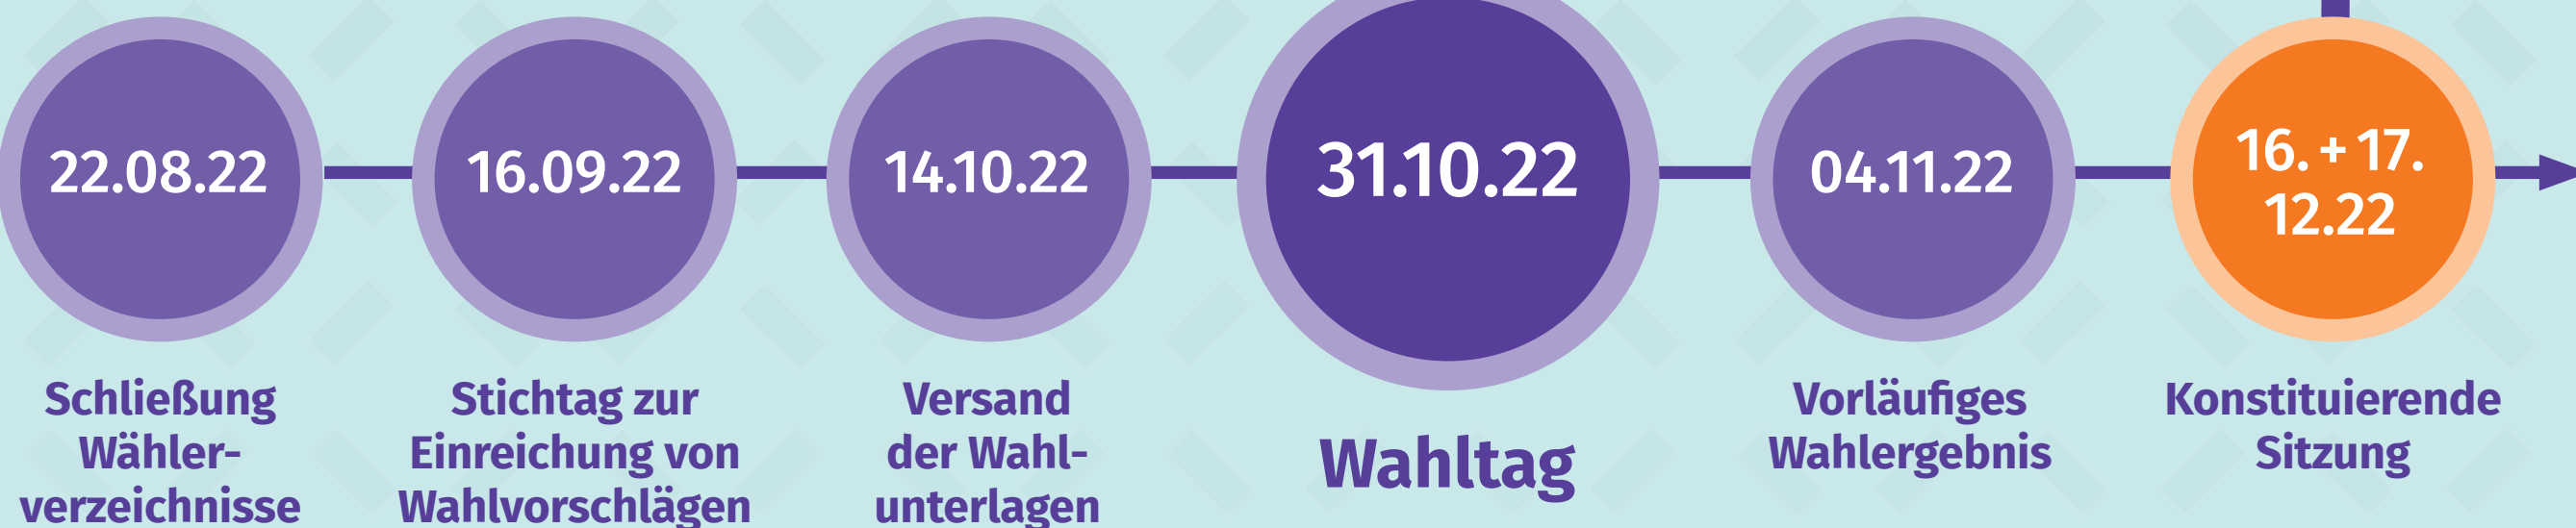 22.08.22
Schließung
Wähler-
verzeichnisse
16.09.22
Stichtag zur
Einreichung von
Wahlvorschlägen
14.10.22
Versand
der Wahl-
unterlagen
31.10.22
Wahltag
04.11.22
Vorläufiges
Wahlergebnis
16. + 17.
12.22
Konstituierende
Sitzung